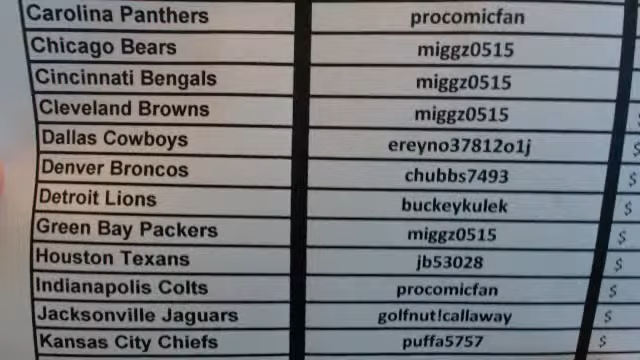 Carolina Panthers procomicfan
Chicago Bears miggz0515
Cincinnati Bengals miggz0515
Cleveland Browns miggz0515 $
Dallas Cowboys ereyno37812o1j $
Denver Broncos chubbs7493 $
Detroit Lions buckeykulek $
Green Bay Packers miggz0515 $
Houston Texans jb53028 $
Indianapolis Colts procomicfan $
Jacksonville Jaguars golfnut!callaway $
Kansas City Chiefs puffa5757 $